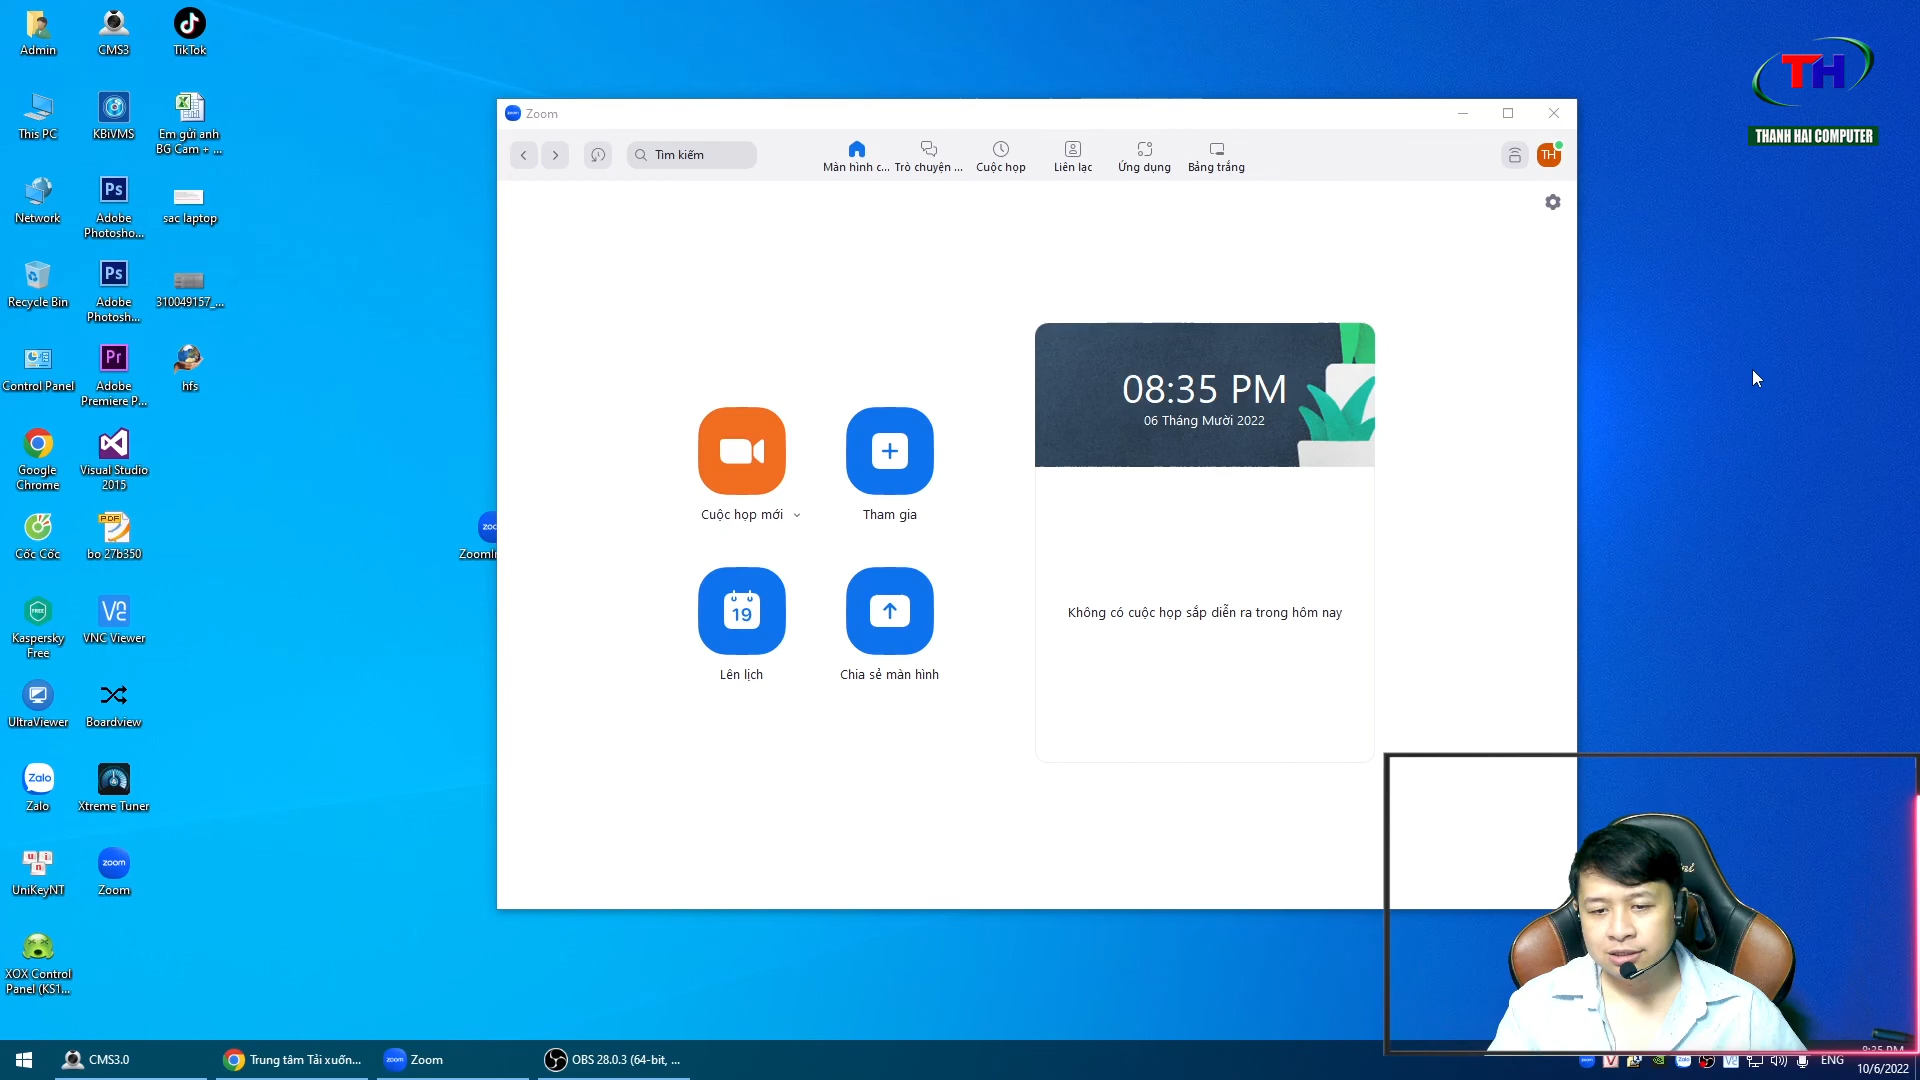 Admin
CMS3
TikTok
This PC
KBiVMS
Em gửi anh
BG Cam + ...
Network
Ps
Adobe
Photosho...
sac laptop
Recycle Bin
Ps
Adobe
Photosh...
310049157_...
Control Panel
Pr
Adobe
Premiere P...
hfs
Google
Chrome
Visual Studio
2015
Cốc Cốc
PDF
bo 27b350
FREE
Kaspersky
Free
VNC Viewer
UltraViewer
Boardview
Zalo
Zalo
Xtreme Tuner
UniKeyNT
zoom
Zoom
XOX Control
Panel (KS1...
TH
THANH HAI COMPUTER
Zoom
Tìm kiếm
Màn hình c...
Trò chuyện ...
Cuộc họp
Liên lạc
Ứng dụng
Bảng trắng
TH
08:35 PM
06 Tháng Mười 2022
Cuộc họp mới
Tham gia
Không có cuộc họp sắp diễn ra trong hôm nay
19
Lên lịch
Chia sẻ màn hình
CMS3.0
Trung tâm Tải xuốn...
Zoom
OBS 28.0.3 (64-bit, ...
ENG
10/6/2022